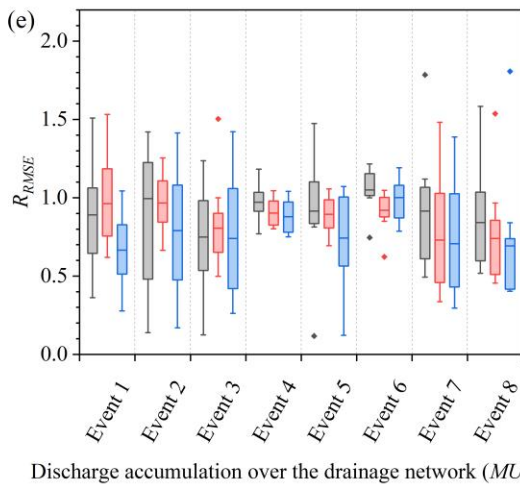 (e)
2.0
1.5
1.0
0.5
0.0
R_RMSE
Event 1 Event 2 Event 3 Event 4 Event 5 Event 6 Event 7 Event 8
Discharge accumulation over the drainage network (MU